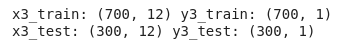 x3_train: (700, 12) y3_train: (700, 1)
x3_test: (300, 12) y3_test: (300, 1)